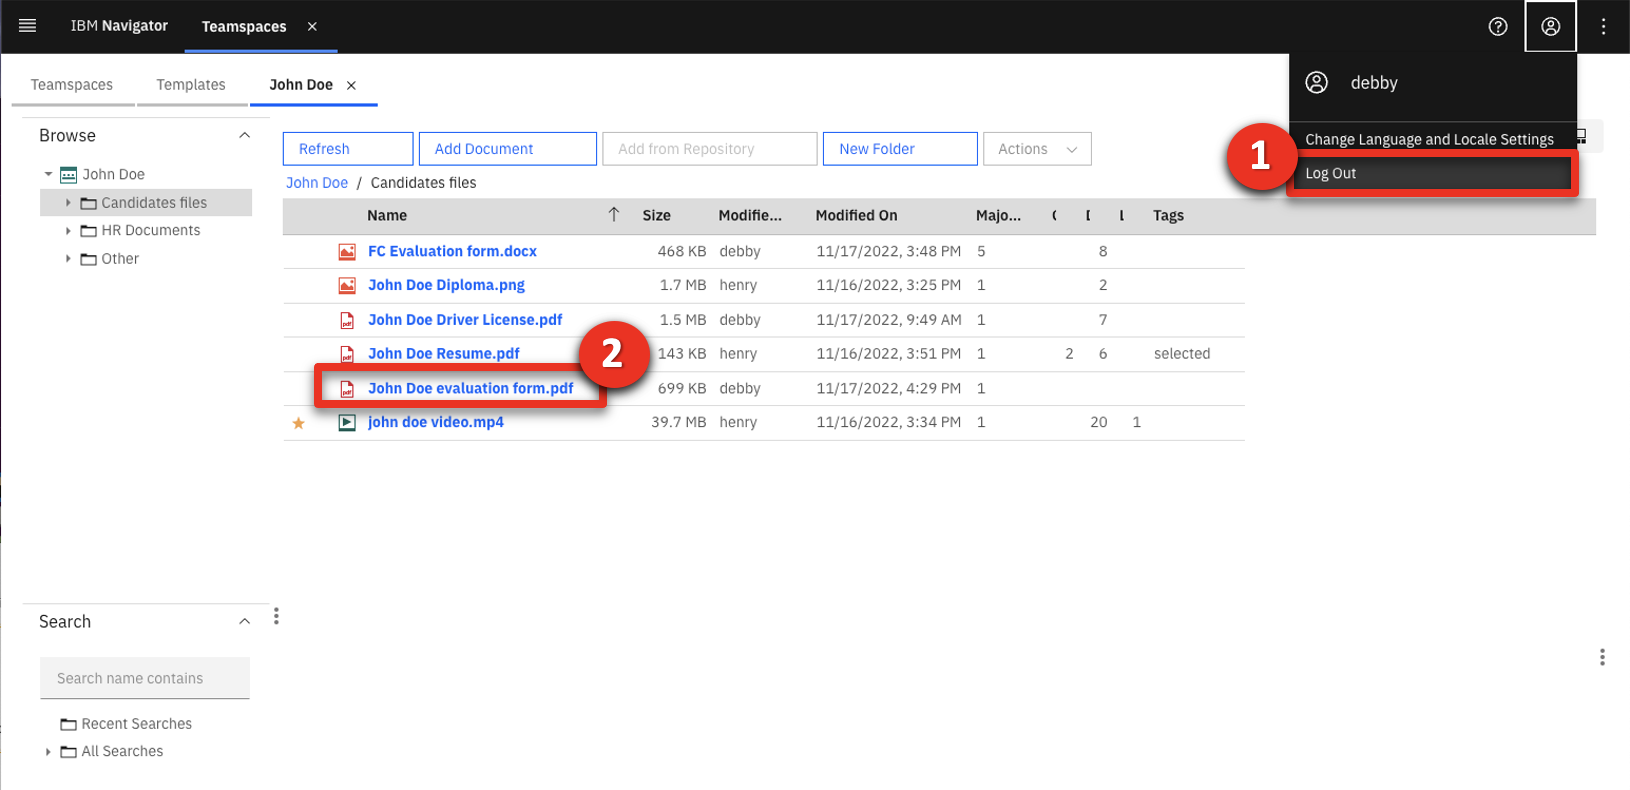 IBM Navigator
Teamspaces
debby
Change Language and Locale Settings
1
Log Out
Teamspaces
Templates
John Doe
Browse
John Doe
Candidates files
HR Documents
Other
Refresh
Add Document
Add from Repository
New Folder
Actions
John Doe / Candidates files
Name Size Modifie... Modified On Majo... Tags
FC Evaluation form.docx 468 KB debby 11/17/2022, 3:48 PM 5 8
John Doe Diploma.png 1.7 MB henry 11/16/2022, 3:25 PM 1 2
John Doe Driver License.pdf 1.5 MB debby 11/17/2022, 9:49 AM 1 7
John Doe Resume.pdf 143 KB henry 11/16/2022, 3:51 PM 1 2 6 selected
2
John Doe evaluation form.pdf 699 KB debby 11/17/2022, 4:29 PM 1
john doe video.mp4 39.7 MB henry 11/16/2022, 3:34 PM 1 20 1
Search
Search name contains
Recent Searches
All Searches